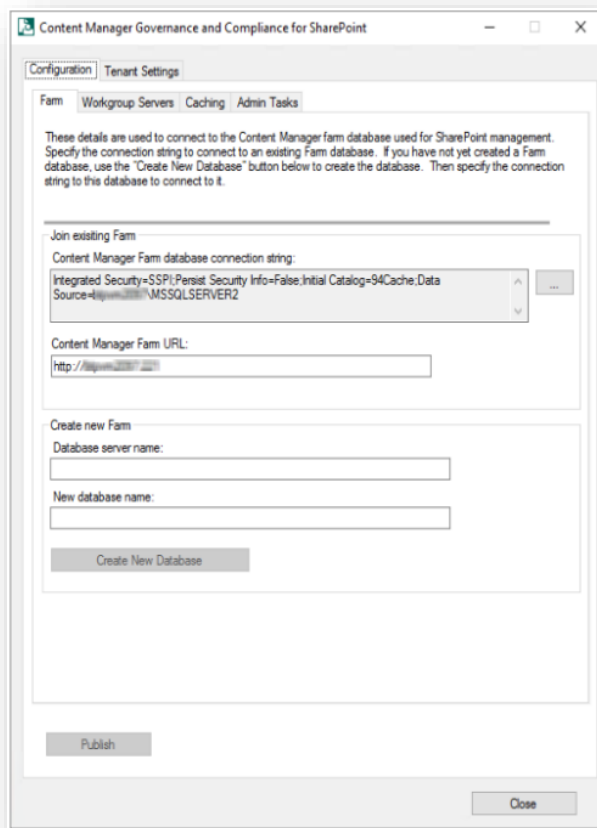 Content Manager Governance and Compliance for SharePoint
Configuration Tenant Settings
Farm Workgroup Servers Caching Admin Tasks
These details are used to connect to the Content Manager farm database used for SharePoint management.
Specify the connection string to connect to an existing Farm database. If you have not yet created a Farm
database, use the "Create New Database" button below to create the database. Then specify the connection
string to this database to connect to it.
Join exisiting Farm
Content Manager Farm database connection string:
Integrated Security=SSPI;Persist Security Info=False;Initial Catalog=94Cache;Data
Source=\MSSQLSERVER2
...
Content Manager Farm URL:
http://
Create new Farm
Database server name:
New database name:
Create New Database
Publish
Close